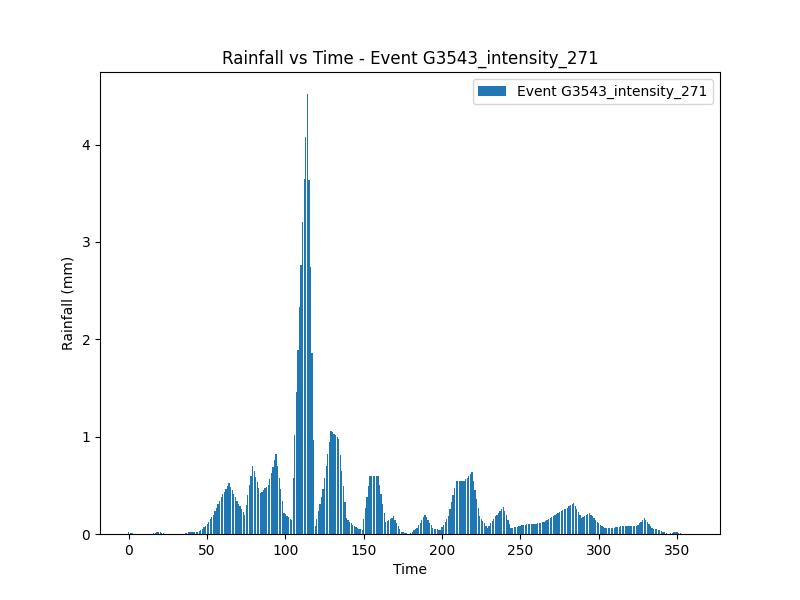 Rainfall vs Time - Event G3543_intensity_271
Event G3543_intensity_271
4
3
2
1
0
Rainfall (mm)
0 50 100 150 200 250 300 350
Time